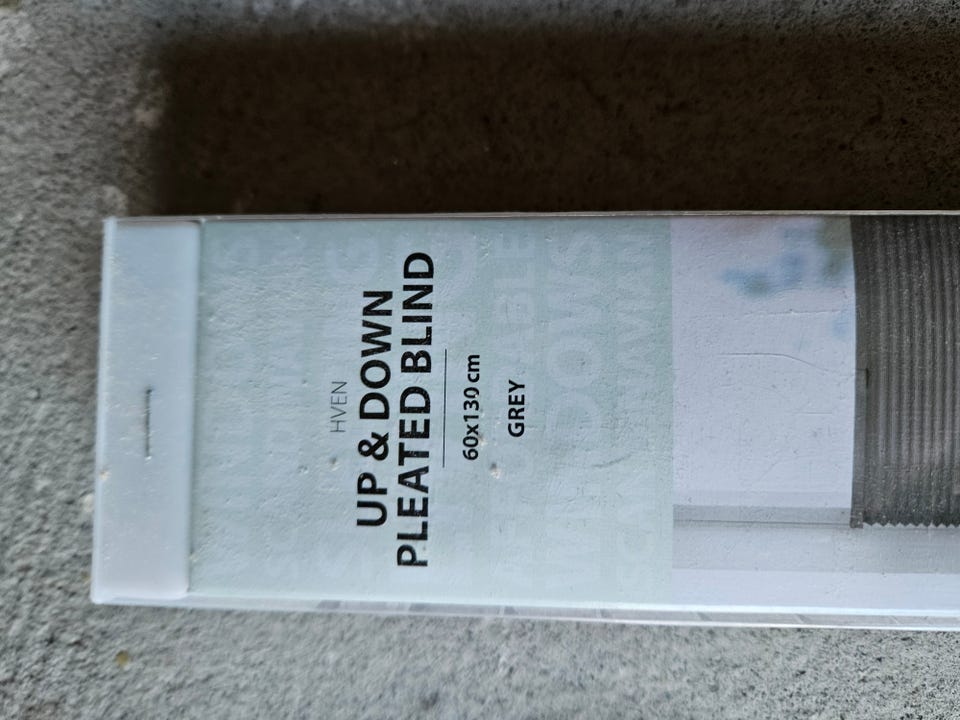 HVEN
UP & DOWN
PLEATED BLIND
60x130 cm
GREY